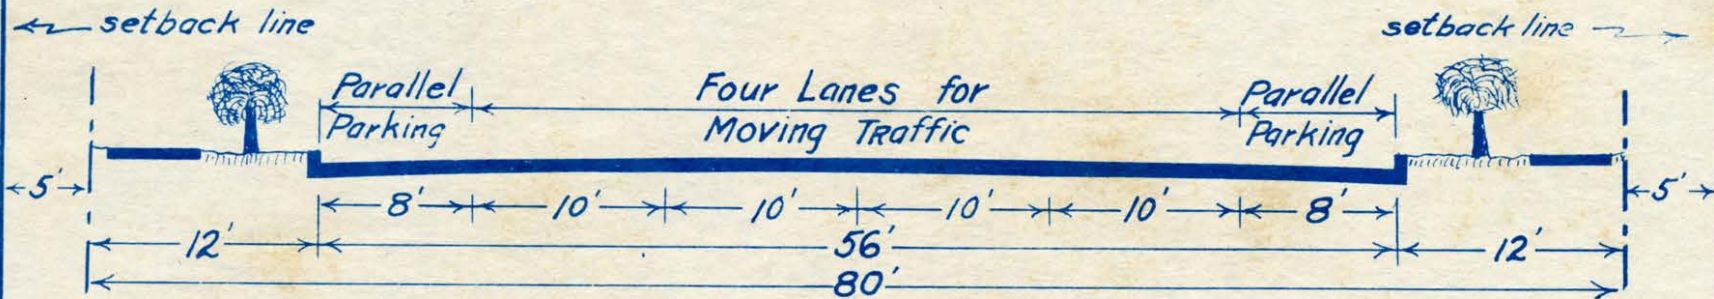 setback line
setback line
Parallel Parking
Four Lanes for Moving Traffic
Parallel Parking
5'
8'
10'
10'
10'
10'
8'
5'
12'
56'
12'
80'